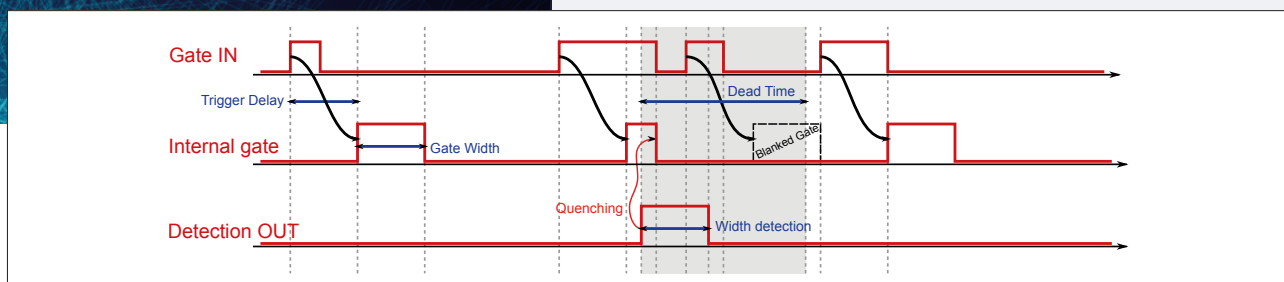 Gate IN
Trigger Delay
Dead Time
Internal gate
Gate Width
Blanked Gate
Quenching
Detection OUT
Width detection